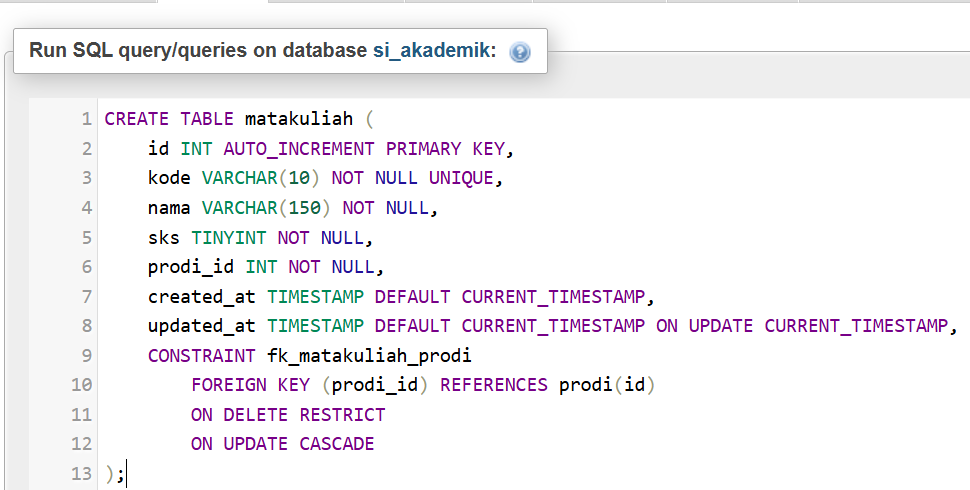 Run SQL query/queries on database si_akademik:
1 CREATE TABLE matakuliah (
2 id INT AUTO_INCREMENT PRIMARY KEY,
3 kode VARCHAR(10) NOT NULL UNIQUE,
4 nama VARCHAR(150) NOT NULL,
5 sks TINYINT NOT NULL,
6 prodi_id INT NOT NULL,
7 created_at TIMESTAMP DEFAULT CURRENT_TIMESTAMP,
8 updated_at TIMESTAMP DEFAULT CURRENT_TIMESTAMP ON UPDATE CURRENT_TIMESTAMP,
9 CONSTRAINT fk_matakuliah_prodi
10 FOREIGN KEY (prodi_id) REFERENCES prodi(id)
11 ON DELETE RESTRICT
12 ON UPDATE CASCADE
13 );